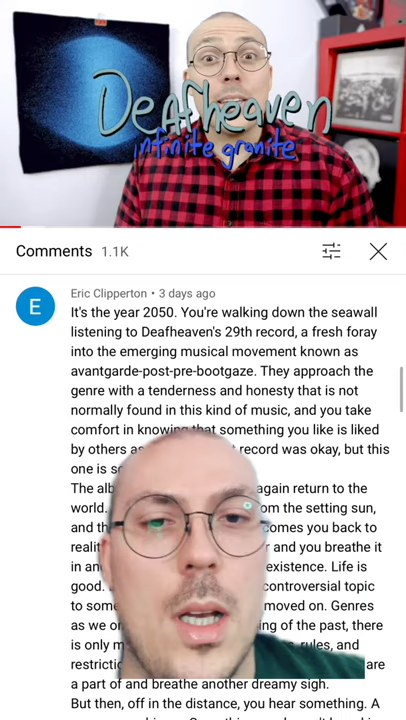 Deafheaven
infinite granite
Comments 1.1K
E
Eric Clipperton • 3 days ago
It's the year 2050. You're walking down the seawall
listening to Deafheaven's 29th record, a fresh foray
into the emerging musical movement known as
avantgarde-post-pre-bootgaze. They approach the
genre with a tenderness and honesty that is not
normally found in this kind of music, and you take
comfort in knowing that something you like is liked
by others as record was okay, but this
one is
The again return to the
world. om the setting sun,
and comes you back to
and you breathe it
in existence. Life is
good. controversial topic
to moved on. Genres
as we ing of the past, there
is only rules, and
are
a part of and breathe another dreamy sigh.
But then, off in the distance, you hear something. A